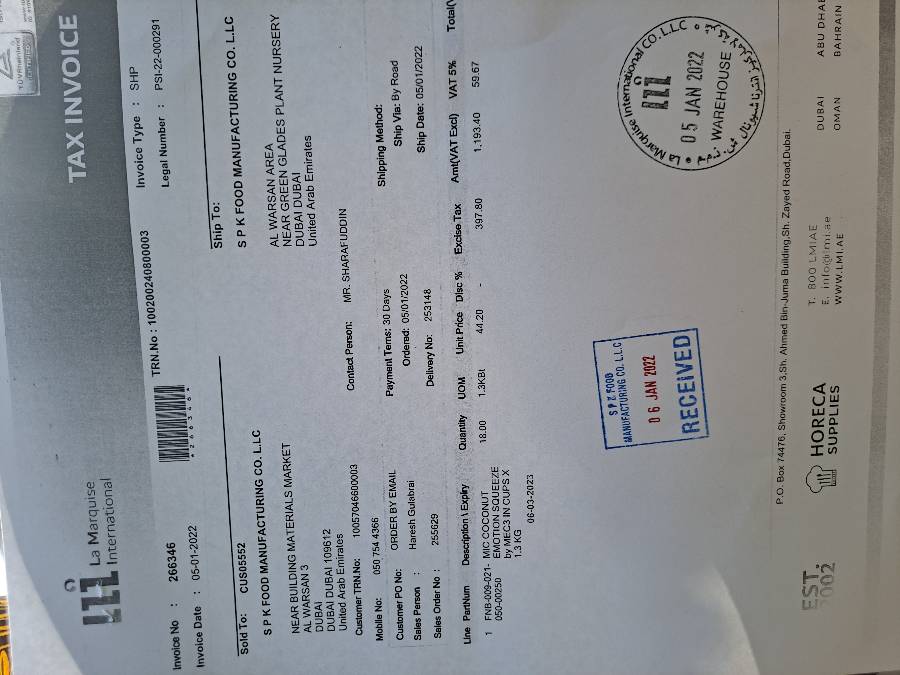 TAX INVOICE
La Marquise
International
Invoice No : 266346
Invoice Date : 05-01-2022
*266346*
TRN.No : 100200240800003
Invoice Type : SHP
Legal Number : PSI-22-000291
Sold To: CUS05552
S P K FOOD MANUFACTURING CO. L.L.C
NEAR BUILDING MATERIALS MARKET
AL WARSAN 3
DUBAI
DUBAI DUBAI 109612
United Arab Emirates
Customer TRN.No: 10057046600003
Mobile No: 050 754 4366
Customer PO No: ORDER BY EMAIL
Sales Person : Haresh Gulabrai
Sales Order No : 255629
Ship To:
S P K FOOD MANUFACTURING CO. L.L.C
AL WARSAN AREA
NEAR GREEN GLADES PLANT NURSERY
DUBAI DUBAI
United Arab Emirates
Contact Person: MR. SHARAFUDDIN
Payment Tems: 30 Days
Ordered: 05/01/2022
Delivery No: 253148
Shipping Method:
Ship Via: By Road
Ship Date: 05/01/2022
Line PartNum Description \ Expiry Quantity UOM Unit Price Disc % Excise Tax Amt(VAT Excl) VAT 5% Total(
1 FNB-009-021- MIC COCONUT 18.00 1.3KBt 44.20 - 397.80 1,193.40 59.67
050-00250 EMOTION SQUEEZE
by MEC3 IN CUPS X
1.3 KG
06-03-2023
S P K FOOD
MANUFACTURING CO. L.L.C
06 JAN 2022
RECEIVED
La Marquise International CO. L.L.C
05 JAN 2022
WAREHOUSE
P.O. Box 74476, Showroom 3,Sh. Ahmed Bin-Juma Building,Sh. Zayed Road,Dubai.
EST.
2002
HORECA
SUPPLIES
T. 800 LMIAE
E. info@lmi.ae
WWW.LMI.AE
DUBAI
OMAN
ABU DHAB
BAHRAIN